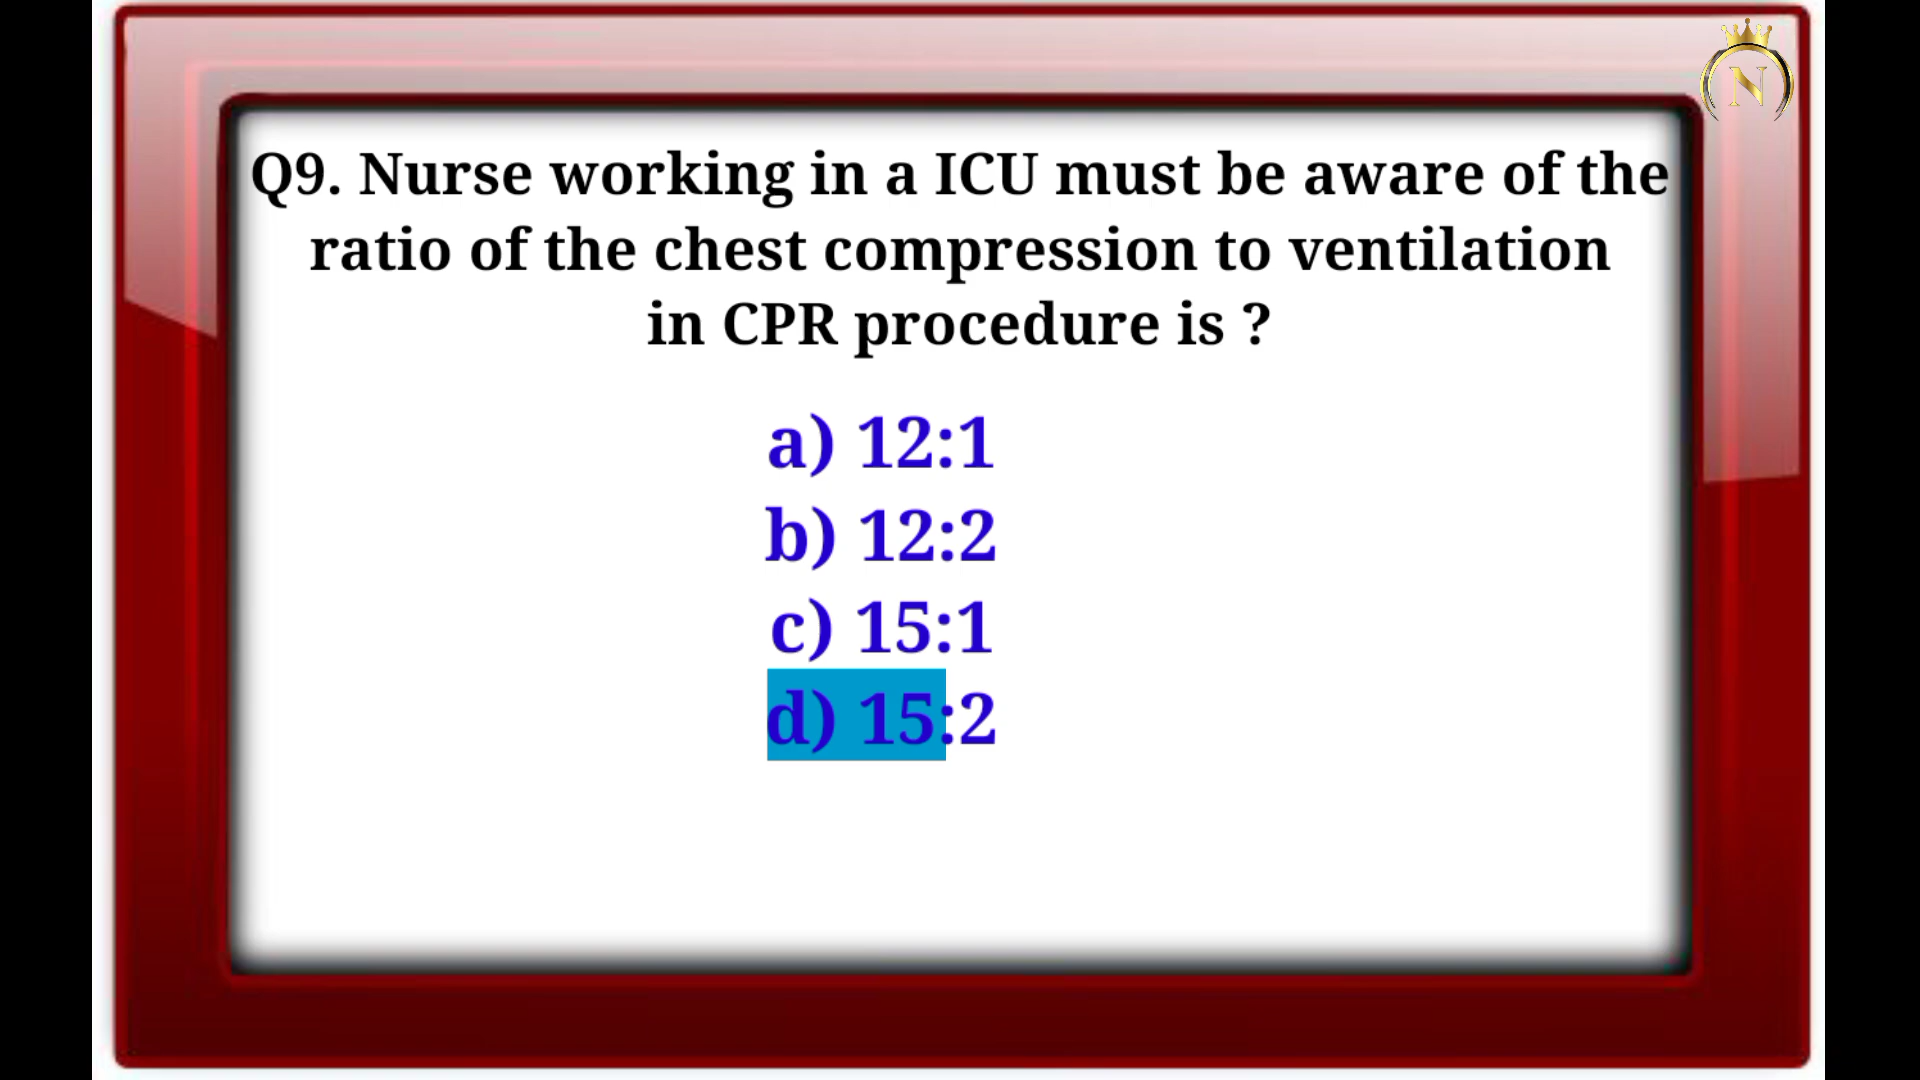 N
Q9. Nurse working in a ICU must be aware of the
ratio of the chest compression to ventilation
in CPR procedure is ?
a) 12:1
b) 12:2
c) 15:1
d) 15:2